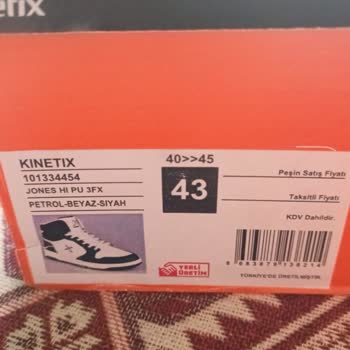 etix
KINETIX
101334454
JONES HI PU 3FX
PETROL-BEYAZ-SIYAH
40>>45
43
Peşin Satış Fiyatı
Taksitli Fiyatı
KDV Dahildir.
YERLİ
ÜRETİM
TÜRKİYE'DE ÜRETİLMİŞTİR.